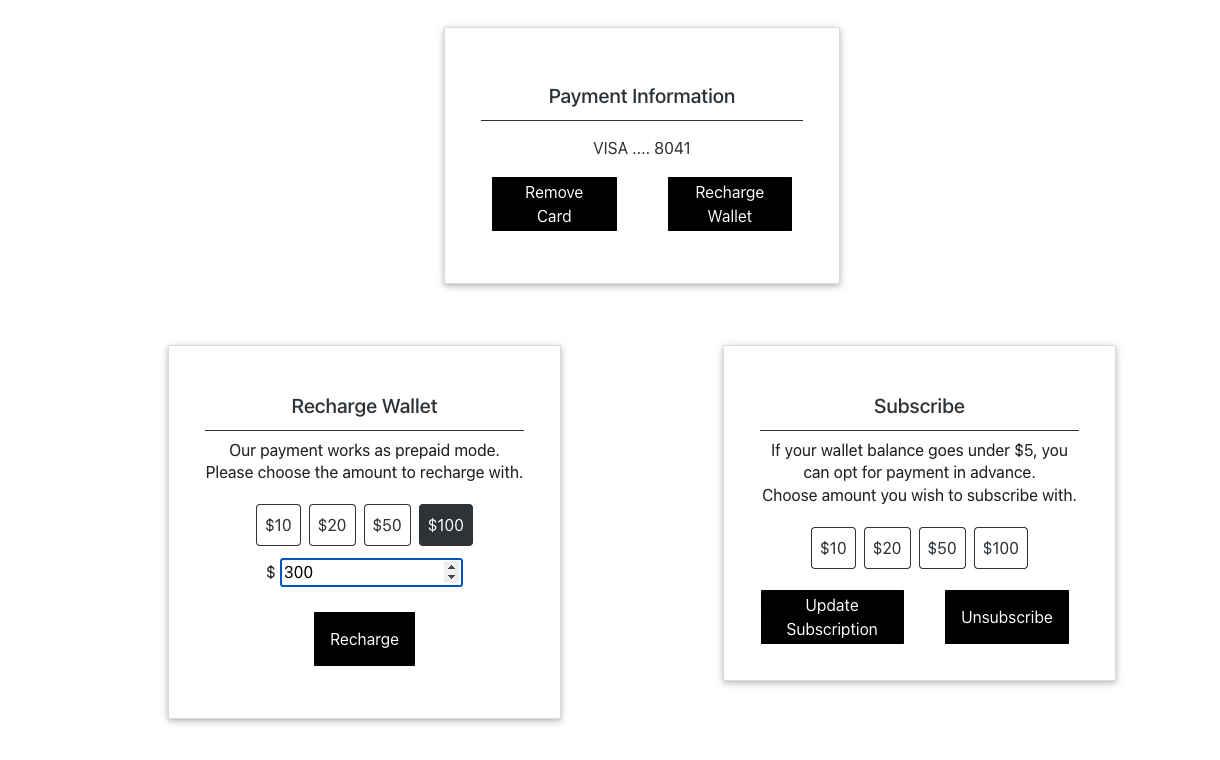 Payment Information
VISA .... 8041
Remove
Card
Recharge
Wallet
Recharge Wallet
Our payment works as prepaid mode.
Please choose the amount to recharge with.
$10 $20 $50 $100
$ 300
Recharge
Subscribe
If your wallet balance goes under $5, you
can opt for payment in advance.
Choose amount you wish to subscribe with.
$10 $20 $50 $100
Update
Subscription
Unsubscribe